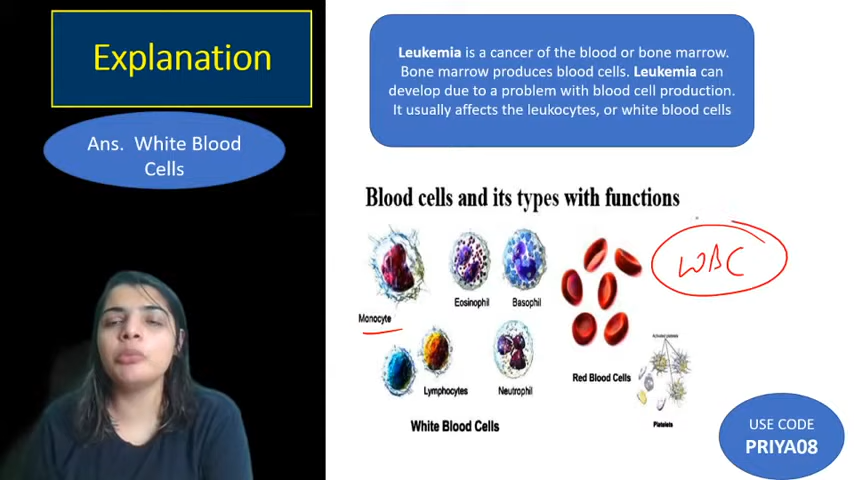 Explanation
Ans. White Blood
Cells
Leukemia is a cancer of the blood or bone marrow.
Bone marrow produces blood cells. Leukemia can
develop due to a problem with blood cell production.
It usually affects the leukocytes, or white blood cells
Blood cells and its types with functions
WBC
Monocyte
Eosinophil
Basophil
Lymphocytes
Neutrophil
Red Blood Cells
Activated platelets
Platelets
White Blood Cells
USE CODE
PRIYA08